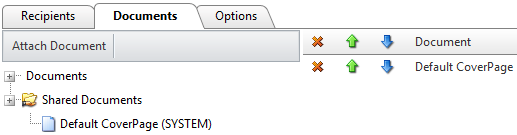 Recipients Documents Options
Attach Document
Document
Default CoverPage
Documents
Shared Documents
Default CoverPage (SYSTEM)